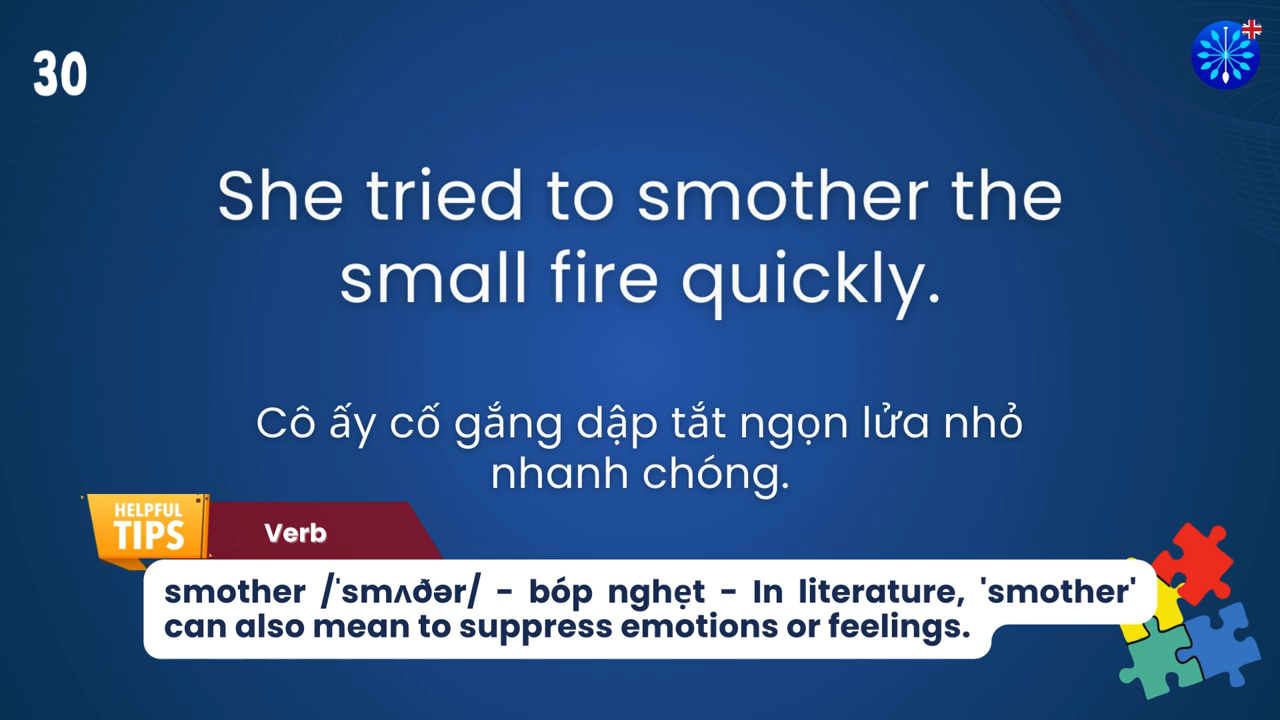 30
She tried to smother the
small fire quickly.
Cô ấy cố gắng dập tắt ngọn lửa nhỏ
nhanh chóng.
HELPFUL
TIPS
Verb
smother /ˈsmʌðər/ - bóp nghẹt - In literature, 'smother'
can also mean to suppress emotions or feelings.